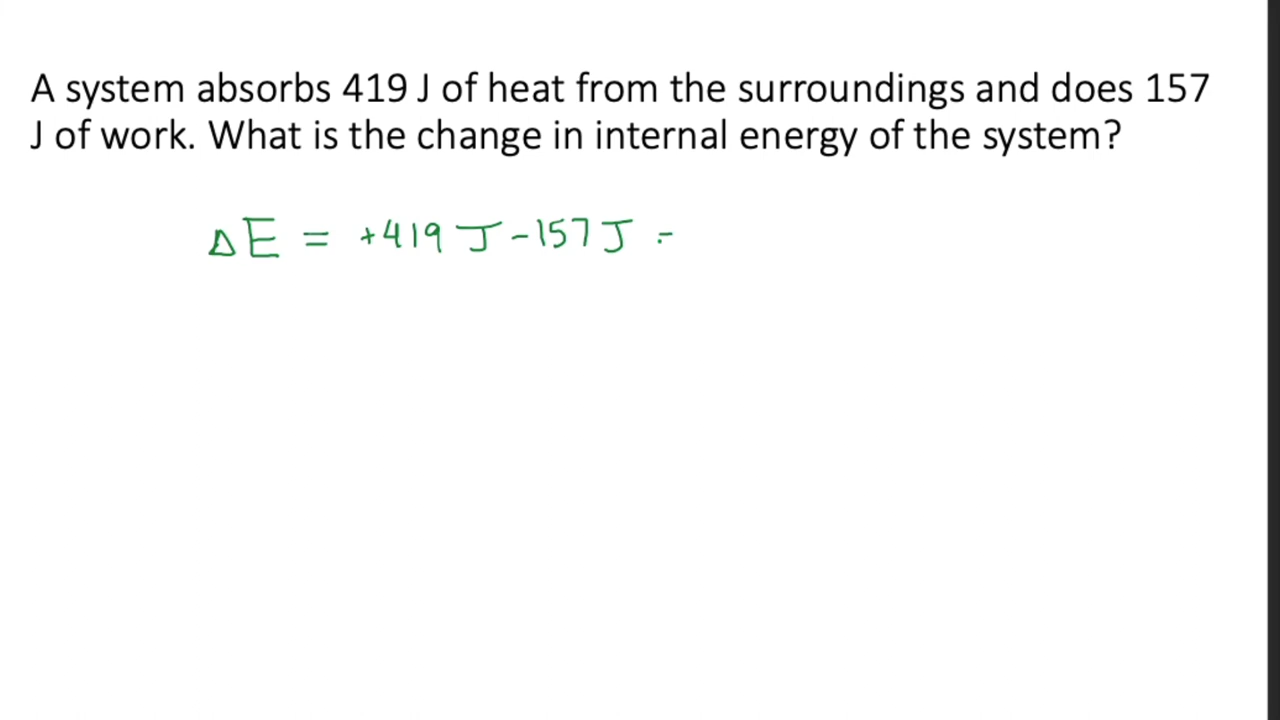 A system absorbs 419 J of heat from the surroundings and does 157
J of work. What is the change in internal energy of the system?
ΔE = +419 J - 157 J =